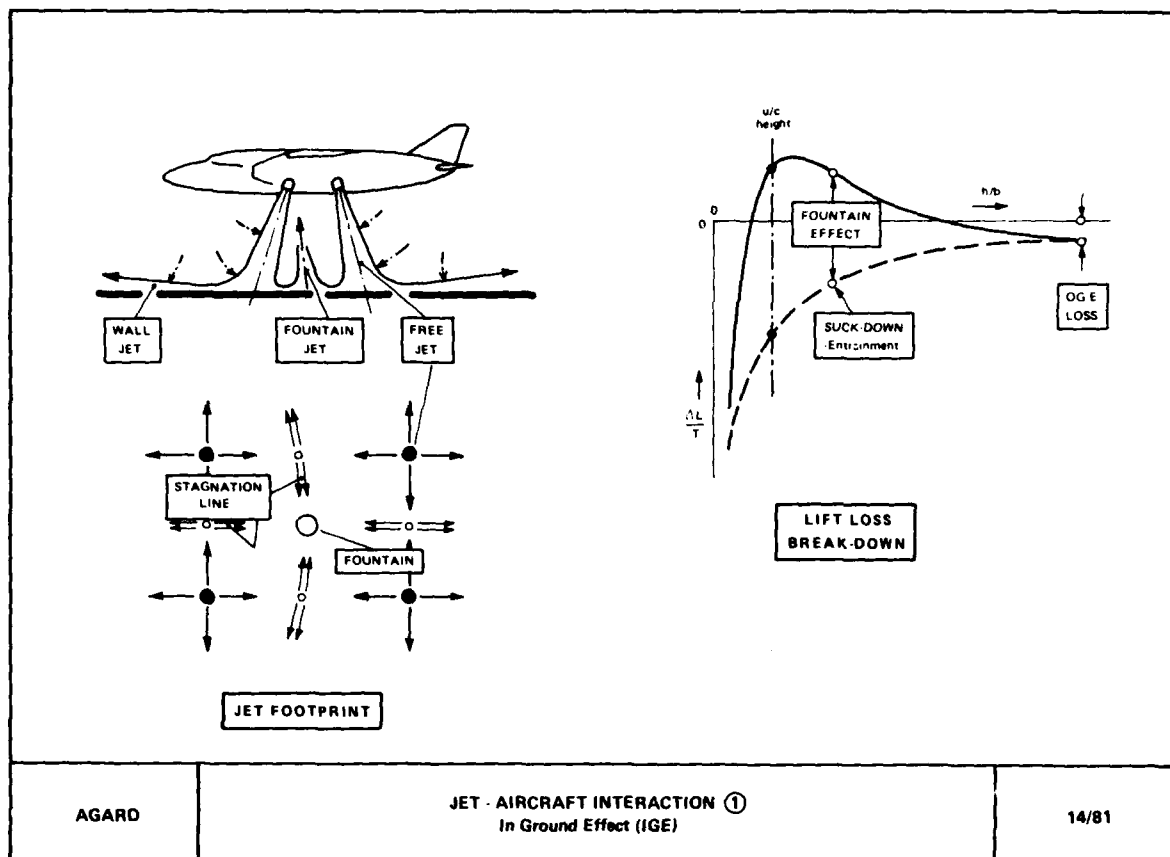 WALL
JET
FOUNTAIN
JET
FREE
JET
STAGNATION
LINE
FOUNTAIN
JET FOOTPRINT
u/c
height
h/b
0
0
FOUNTAIN
EFFECT
SUCK-DOWN
-Entrainment
OGE
LOSS
ΔL
T
LIFT LOSS
BREAK-DOWN
AGARD
JET - AIRCRAFT INTERACTION ①
In Ground Effect (IGE)
14/81